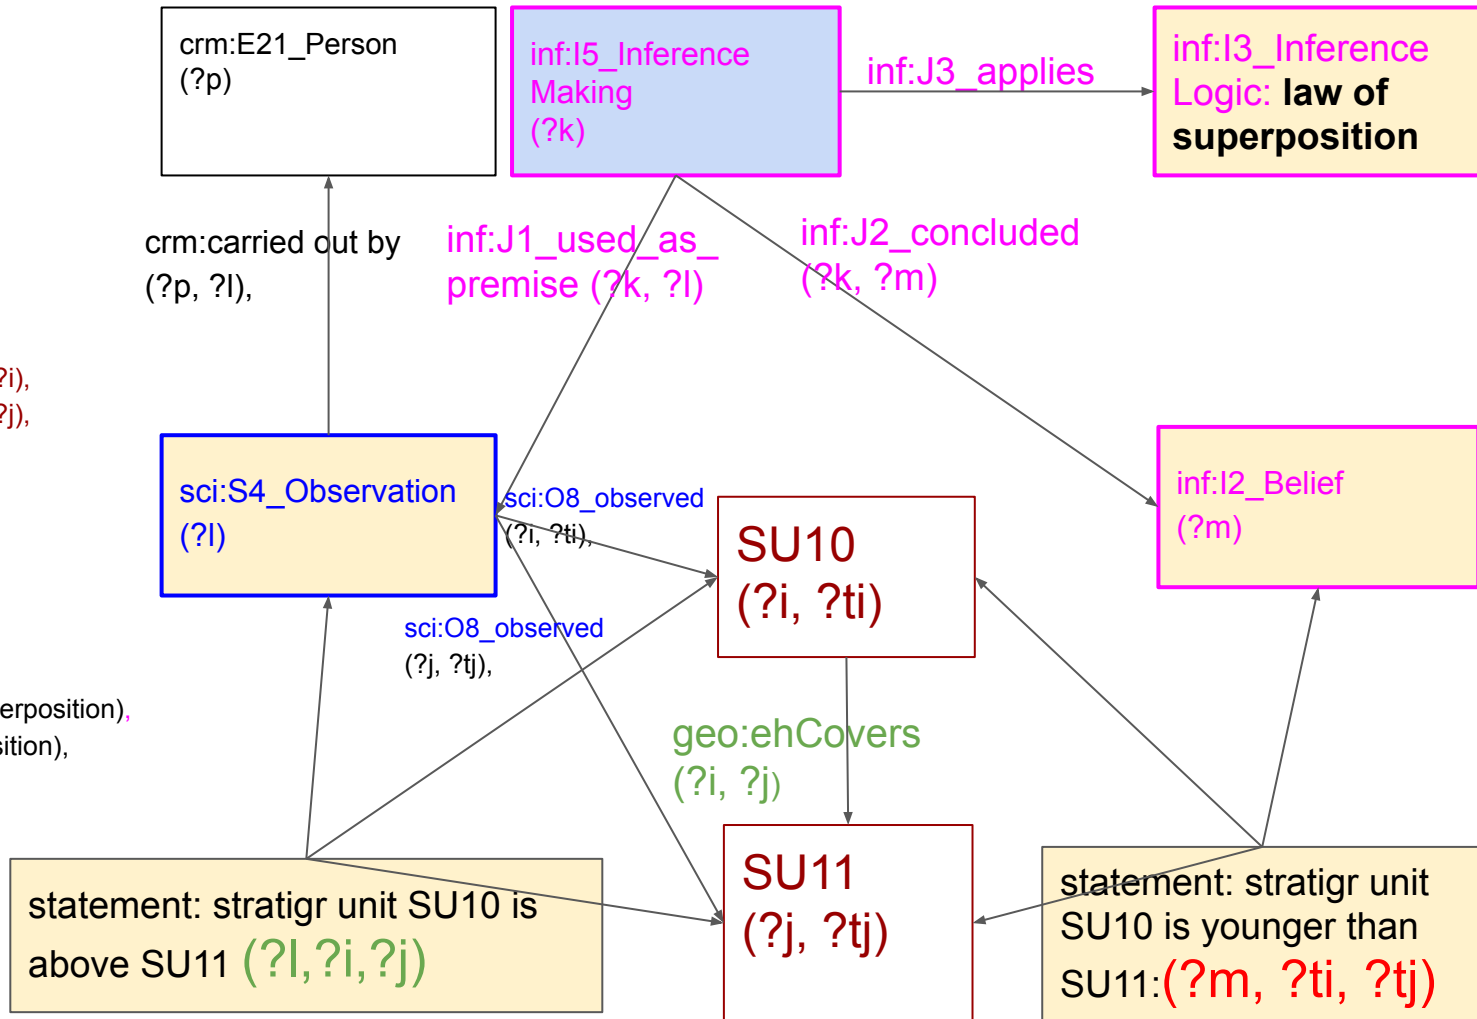 crm:E21_Person
(?p)
inf:I5_Inference
Making
(?k)
inf:J3_applies
inf:I3_Inference
Logic: law of
superposition
crm:carried out by
(?p, ?l),
inf:J1_used_as_
premise (?k, ?l)
inf:J2_concluded
(?k, ?m)
?i),
?j),
sci:S4_Observation
(?l)
sci:O8_observed
(?i, ?ti),
SU10
(?i, ?ti)
inf:I2_Belief
(?m)
sci:O8_observed
(?j, ?tj),
erposition),
sition),
geo:ehCovers
(?i, ?j)
statement: stratigr unit SU10 is
above SU11 (?l,?i,?j)
SU11
(?j, ?tj)
statement: stratigr unit
SU10 is younger than
SU11:(?m, ?ti, ?tj)